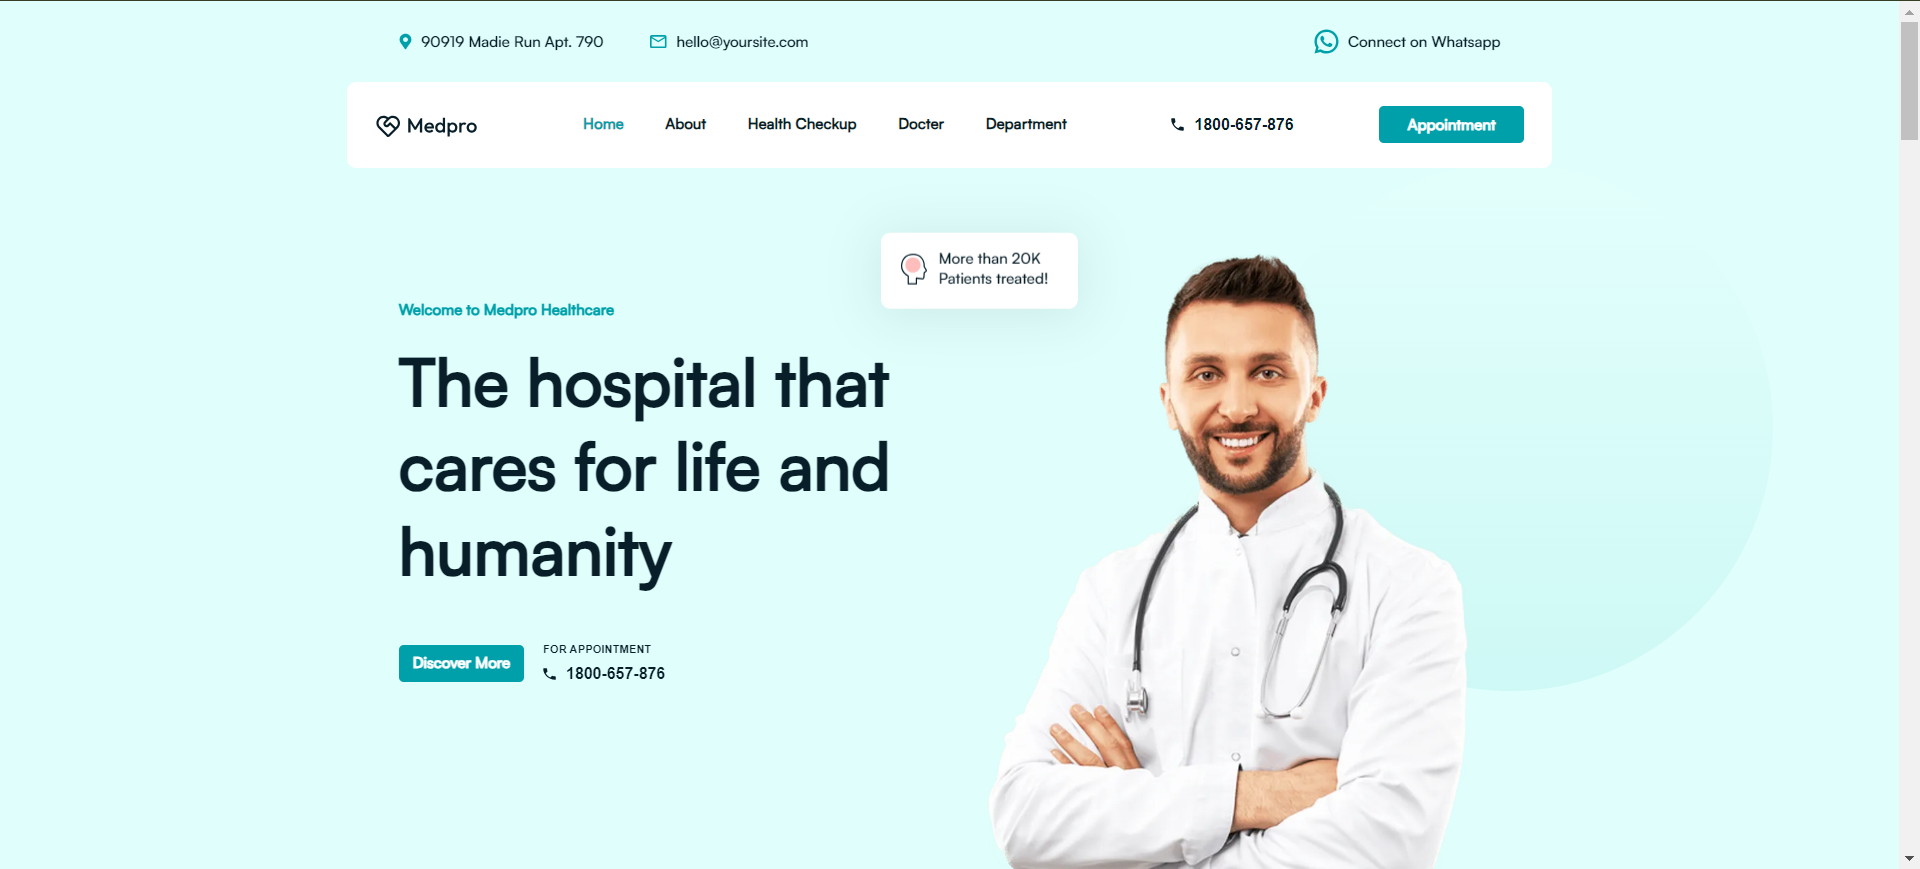 90919 Madie Run Apt. 790
hello@yoursite.com
Connect on Whatsapp
Medpro
Home
About
Health Checkup
Docter
Department
1800-657-876
Appointment
More than 20K
Patients treated!
Welcome to Medpro Healthcare
The hospital that
cares for life and
humanity
Discover More
FOR APPOINTMENT
1800-657-876